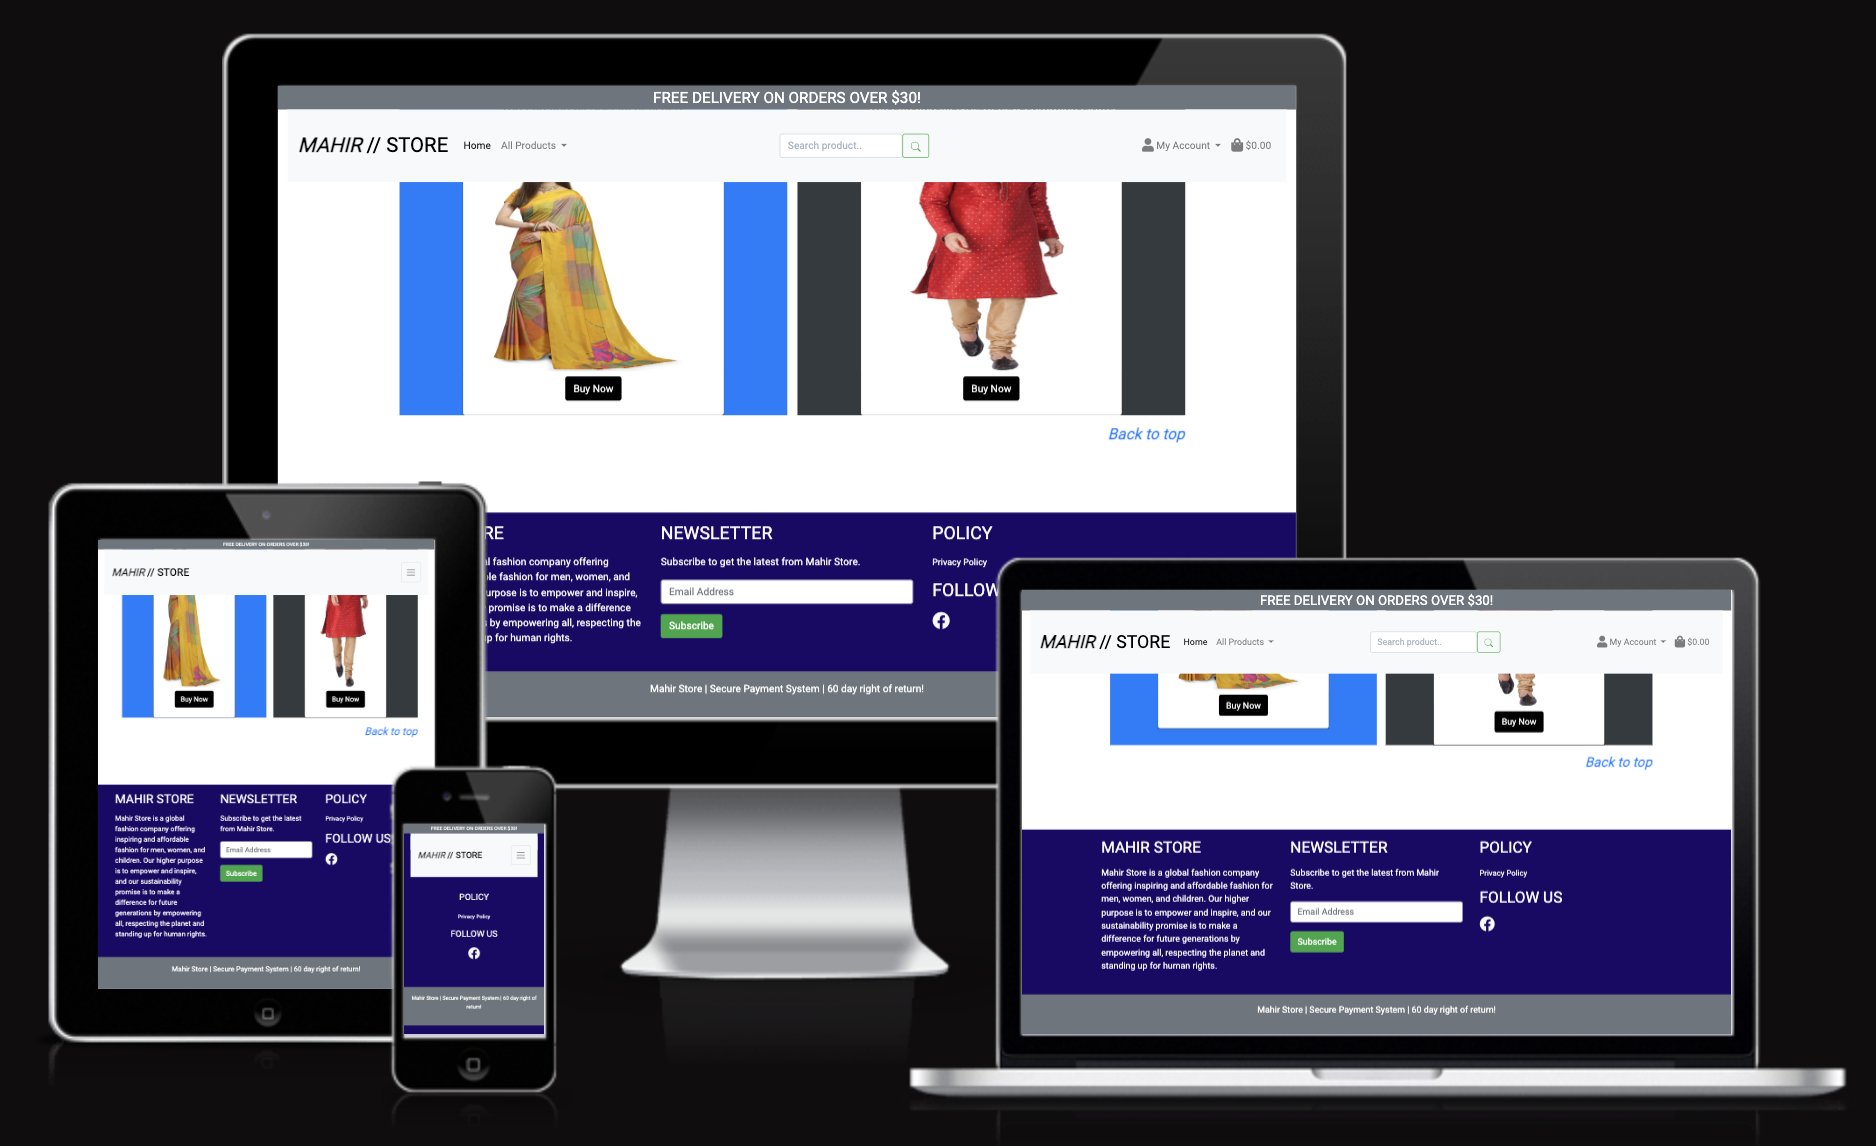 FREE DELIVERY ON ORDERS OVER $30!
MAHIR // STORE Home All Products Search product.. My Account $0.00
Buy Now Buy Now
Back to top
RE
l fashion company offering
le fashion for men, women, and
urpose is to empower and inspire,
promise is to make a difference
s by empowering all, respecting the
up for human rights.
NEWSLETTER
Subscribe to get the latest from Mahir Store.
Email Address
Subscribe
POLICY
Privacy Policy
FOLLOW
Mahir Store | Secure Payment System | 60 day right of return!
FREE DELIVERY ON ORDERS OVER $30!
MAHIR // STORE
Buy Now Buy Now
Back to top
MAHIR STORE
Mahir Store is a global
fashion company offering
inspiring and affordable
fashion for men, women, and
children. Our higher purpose
is to empower and inspire,
and our sustainability
promise is to make a
difference for future
generations by empowering
all, respecting the planet and
standing up for human rights.
NEWSLETTER
Subscribe to get the latest
from Mahir Store.
Email Address
Subscribe
POLICY
Privacy Policy
FOLLOW US
Mahir Store | Secure Payment System | 60 day right of return!
FREE DELIVERY ON ORDERS OVER $30!
MAHIR // STORE
POLICY
Privacy Policy
FOLLOW US
Mahir Store | Secure Payment System | 60 day right of
return!
FREE DELIVERY ON ORDERS OVER $30!
MAHIR // STORE Home All Products Search product.. My Account $0.00
Buy Now Buy Now
Back to top
MAHIR STORE
Mahir Store is a global fashion company
offering inspiring and affordable fashion for
men, women, and children. Our higher
purpose is to empower and inspire, and our
sustainability promise is to make a
difference for future generations by
empowering all, respecting the planet and
standing up for human rights.
NEWSLETTER
Subscribe to get the latest from Mahir
Store.
Email Address
Subscribe
POLICY
Privacy Policy
FOLLOW US
Mahir Store | Secure Payment System | 60 day right of return!